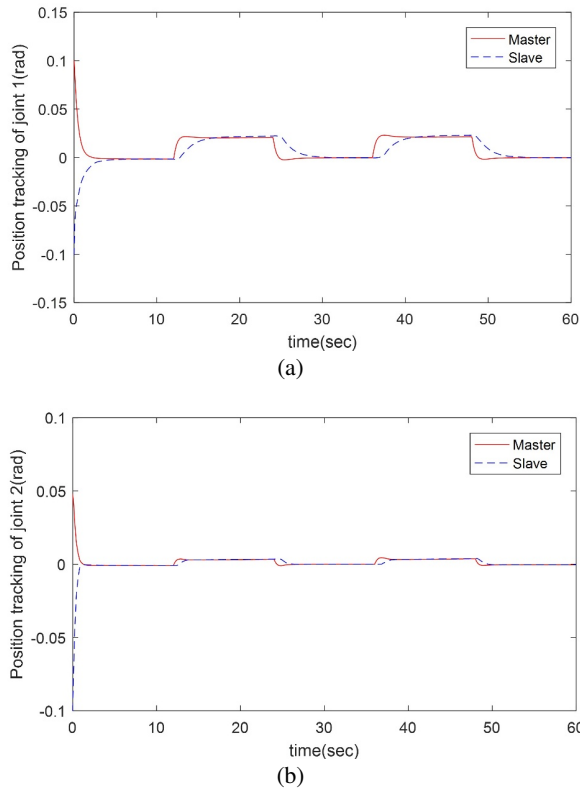 0.15
0.1
0.05
0
-0.05
-0.1
-0.15
Position tracking of joint 1(rad)
Master
Slave
0 10 20 30 40 50 60
time(sec)
(a)
0.1
0.05
0
-0.05
-0.1
Position tracking of joint 2(rad)
Master
Slave
0 10 20 30 40 50 60
time(sec)
(b)